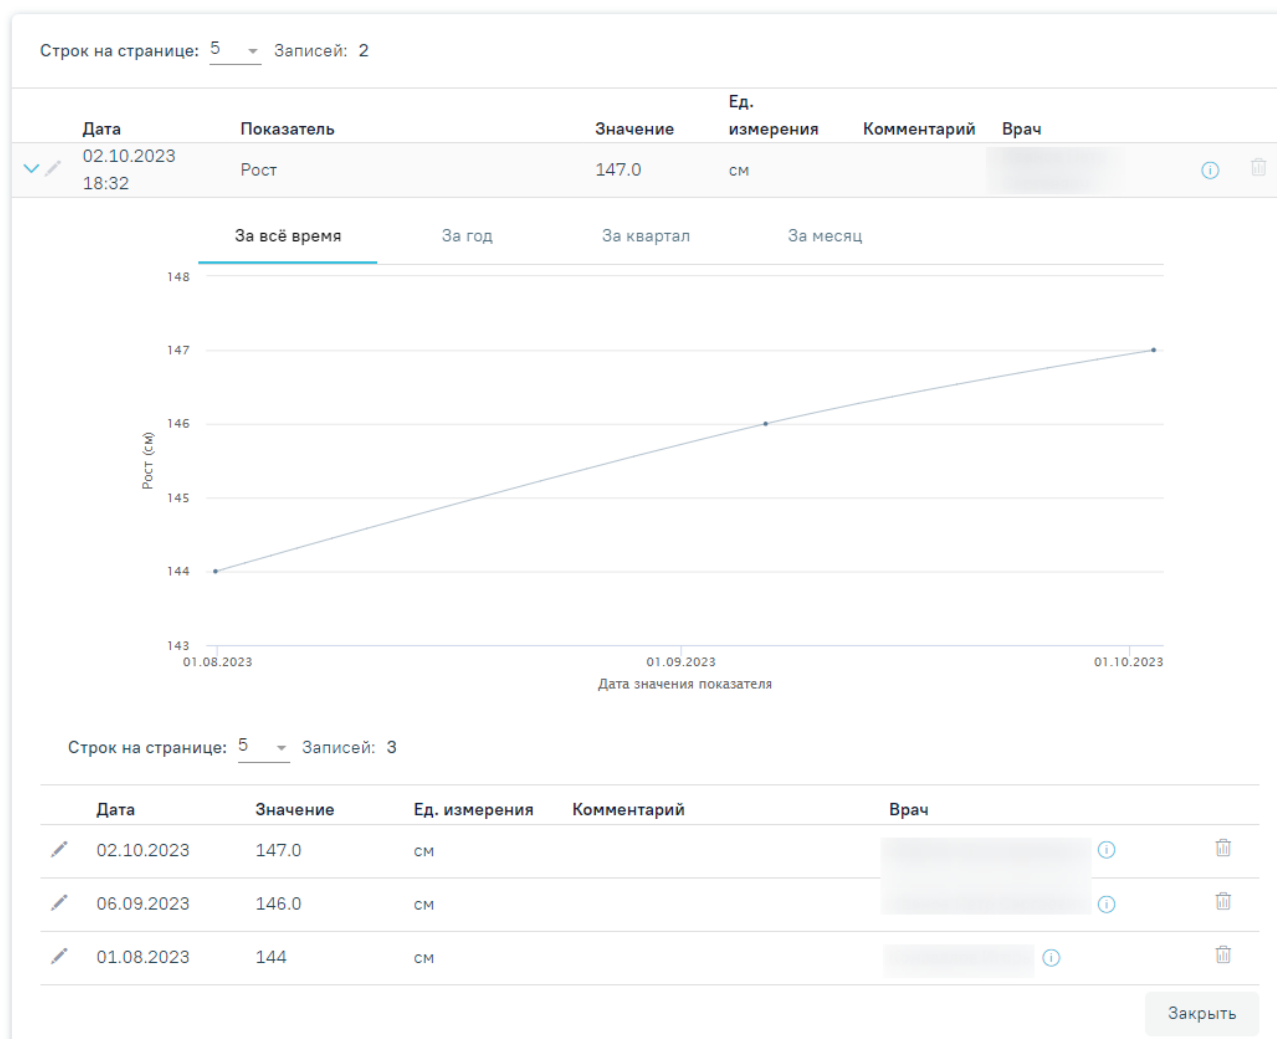 Строк на странице: 5 Записей: 2
Дата Показатель Значение Ед. измерения Комментарий Врач
02.10.2023 18:32 Рост 147.0 см
За всё время За год За квартал За месяц
148
147
146
145
144
143
Рост (см)
01.08.2023 01.09.2023 01.10.2023
Дата значения показателя
Строк на странице: 5 Записей: 3
Дата Значение Ед. измерения Комментарий Врач
02.10.2023 147.0 см
06.09.2023 146.0 см
01.08.2023 144 см
Закрыть